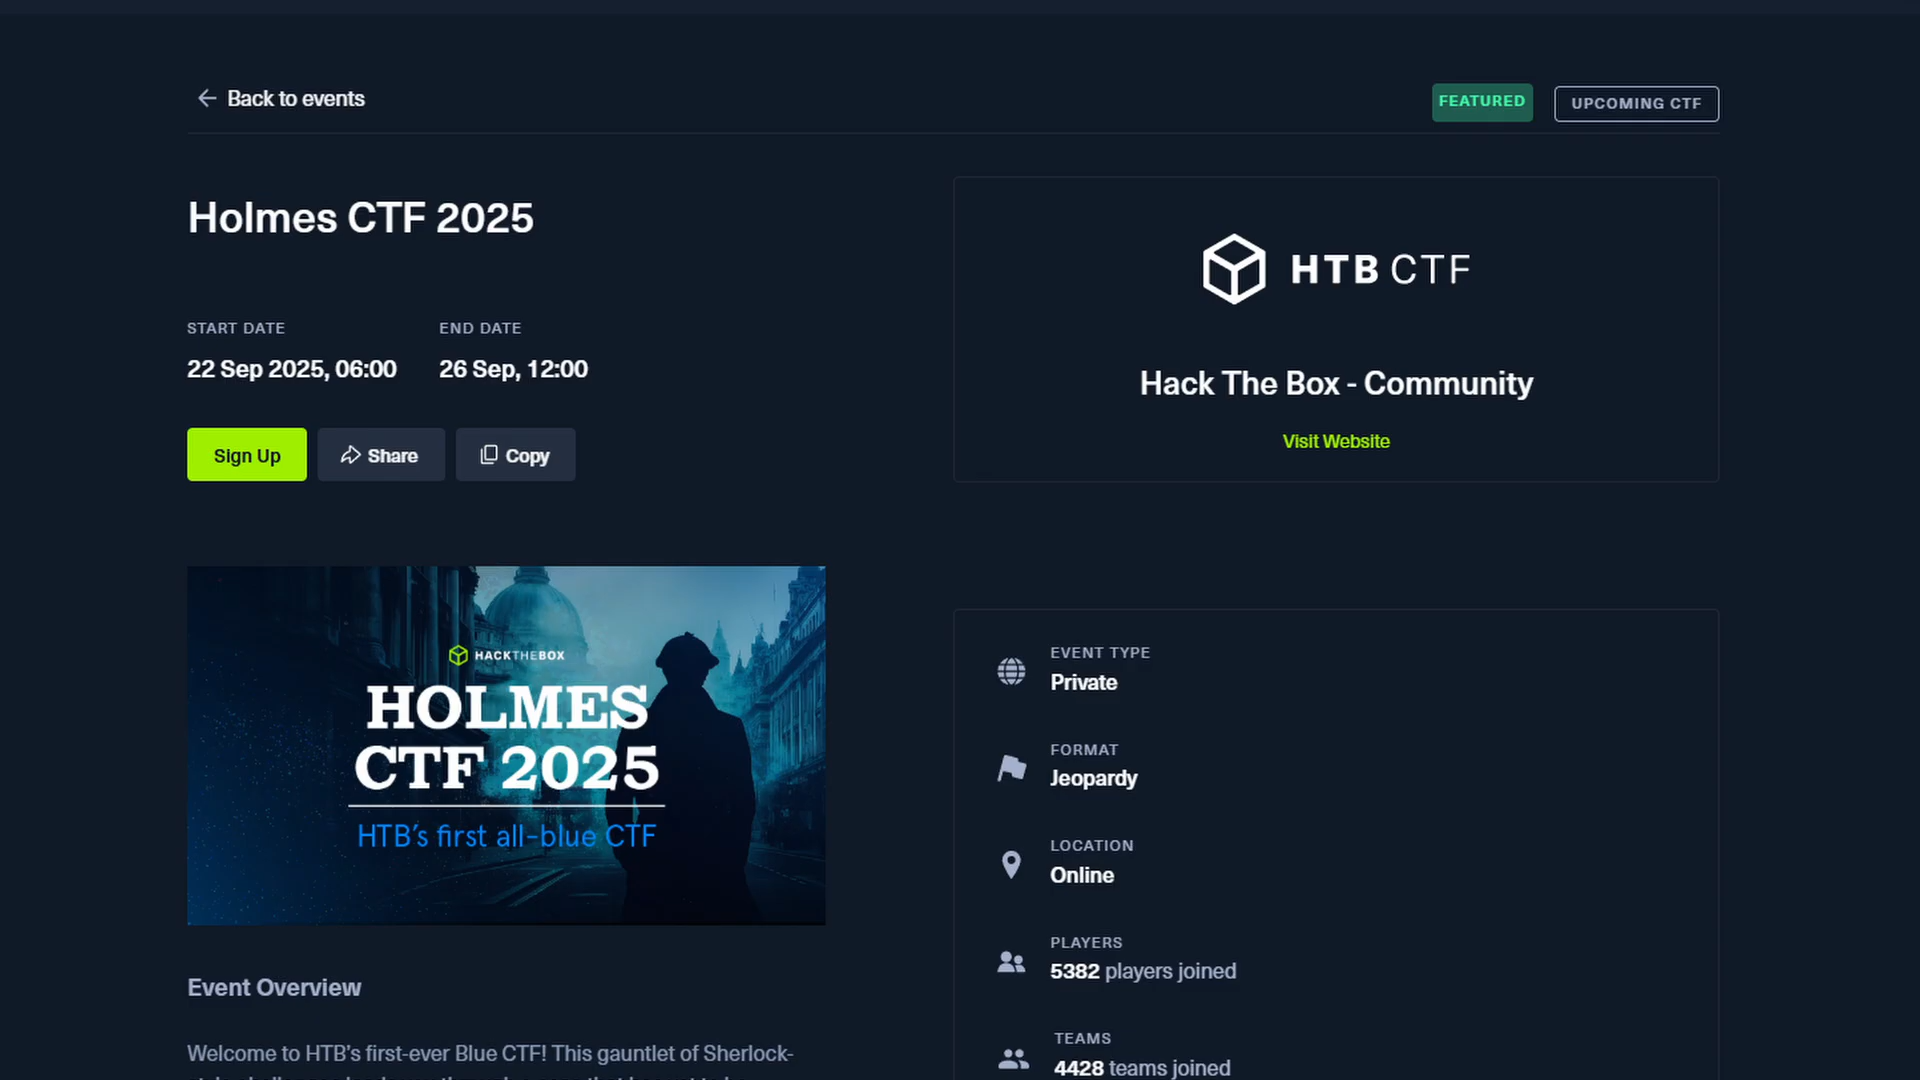 Back to events
FEATURED
UPCOMING CTF
Holmes CTF 2025
START DATE
22 Sep 2025, 06:00
END DATE
26 Sep, 12:00
Sign Up
Share
Copy
HTB CTF
Hack The Box - Community
Visit Website
HACKTHEBOX
HOLMES
CTF 2025
HTB's first all-blue CTF
EVENT TYPE
Private
FORMAT
Jeopardy
LOCATION
Online
PLAYERS
5382 players joined
TEAMS
4428 teams joined
Event Overview
Welcome to HTB's first-ever Blue CTF! This gauntlet of Sherlock-